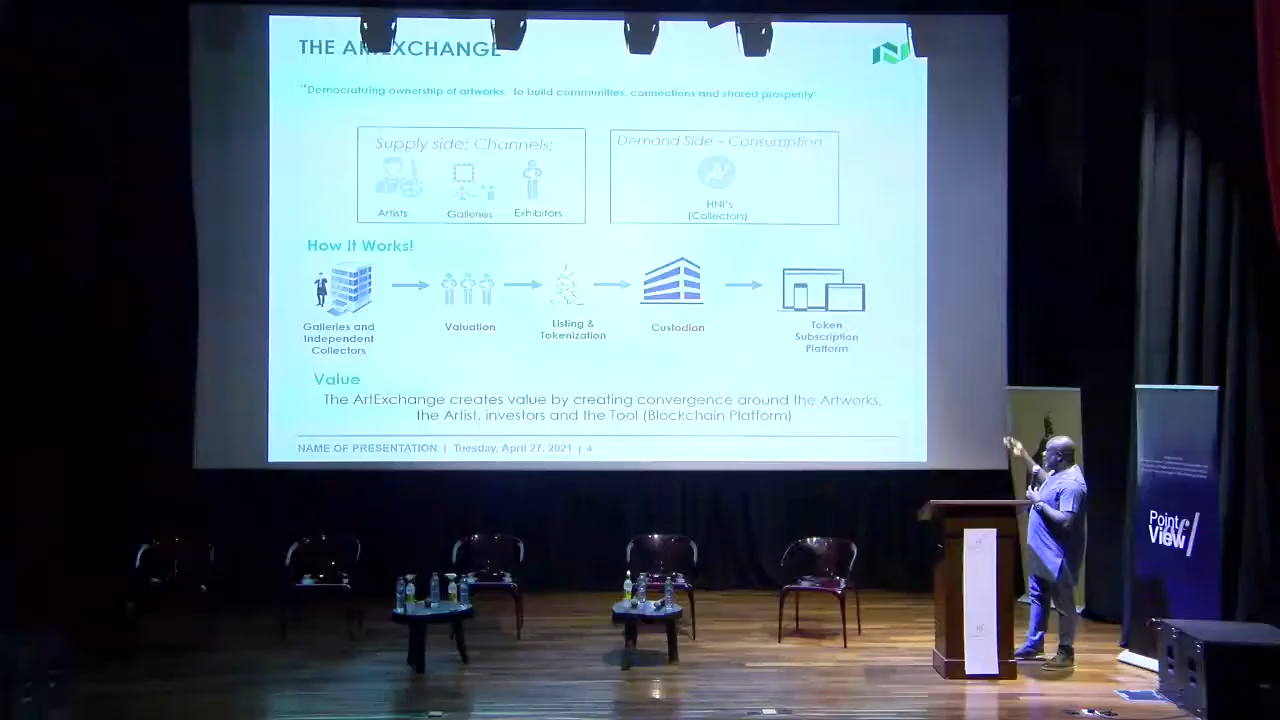 THE ARTEXCHANGE
"Democratizing ownership of artworks, to build communities, connections and shared prosperity"
Supply side; Channels;
Artists
Galleries
Exhibitors
Demand Side – Consumption
HNI's
(Collectors)
How It Works!
Galleries and
Independent
Collectors
Valuation
Listing &
Tokenization
Custodian
Token
Subscription
Platform
Value
The ArtExchange creates value by creating convergence around the Artworks,
the Artist, investors and the Tool (Blockchain Platform)
NAME OF PRESENTATION | Tuesday, April 27, 2021 | 4
Point of
View